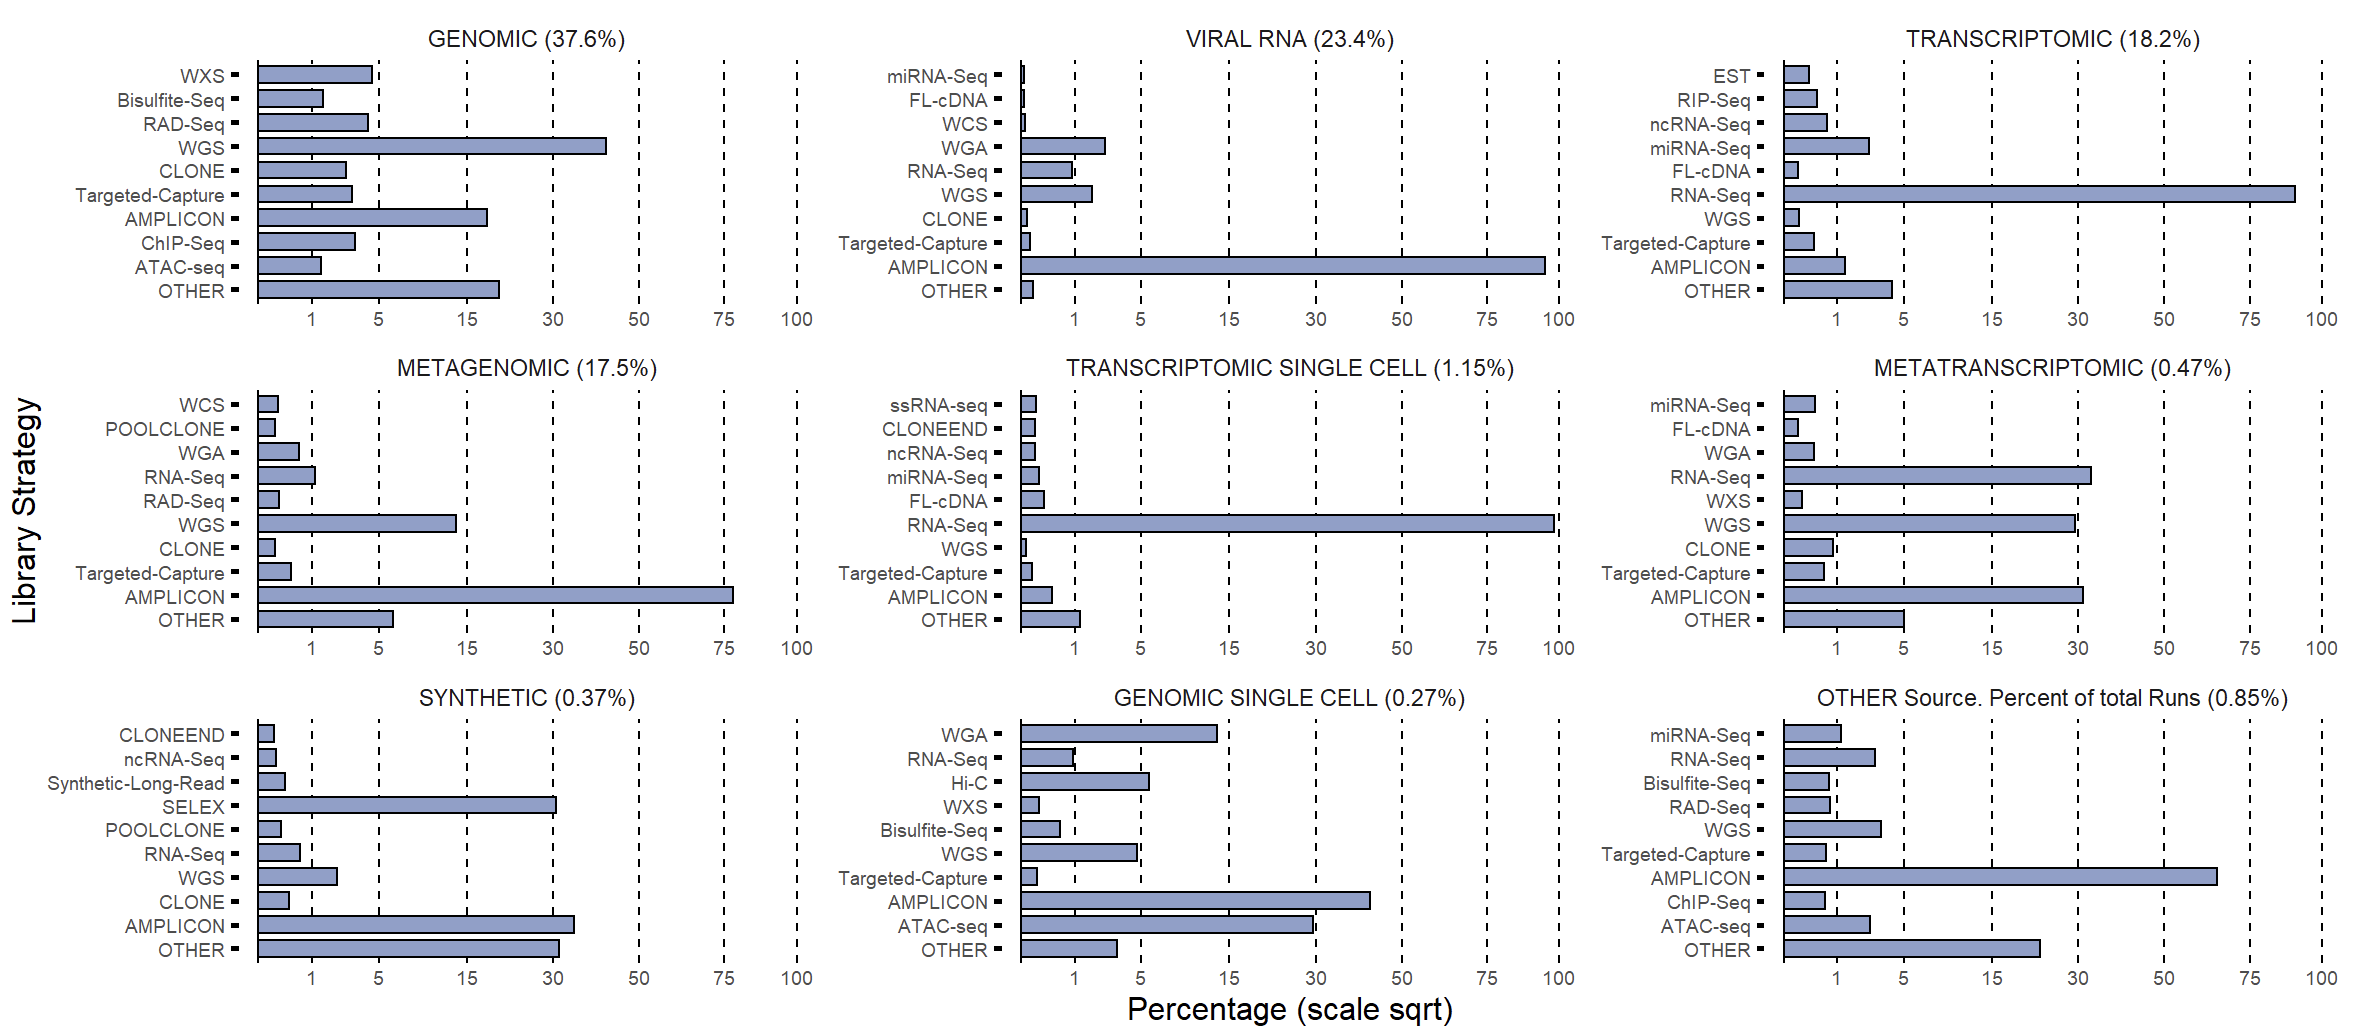 GENOMIC (37.6%)
WXS
Bisulfite-Seq
RAD-Seq
WGS
CLONE
Targeted-Capture
AMPLICON
ChIP-Seq
ATAC-seq
OTHER
1 5 15 30 50 75 100
VIRAL RNA (23.4%)
miRNA-Seq
FL-cDNA
WCS
WGA
RNA-Seq
WGS
CLONE
Targeted-Capture
AMPLICON
OTHER
1 5 15 30 50 75 100
TRANSCRIPTOMIC (18.2%)
EST
RIP-Seq
ncRNA-Seq
miRNA-Seq
FL-cDNA
RNA-Seq
WGS
Targeted-Capture
AMPLICON
OTHER
1 5 15 30 50 75 100
Library Strategy
METAGENOMIC (17.5%)
WCS
POOLCLONE
WGA
RNA-Seq
RAD-Seq
WGS
CLONE
Targeted-Capture
AMPLICON
OTHER
1 5 15 30 50 75 100
TRANSCRIPTOMIC SINGLE CELL (1.15%)
ssRNA-seq
CLONEEND
ncRNA-Seq
miRNA-Seq
FL-cDNA
RNA-Seq
WGS
Targeted-Capture
AMPLICON
OTHER
1 5 15 30 50 75 100
METATRANSCRIPTOMIC (0.47%)
miRNA-Seq
FL-cDNA
WGA
RNA-Seq
WXS
WGS
CLONE
Targeted-Capture
AMPLICON
OTHER
1 5 15 30 50 75 100
SYNTHETIC (0.37%)
CLONEEND
ncRNA-Seq
Synthetic-Long-Read
SELEX
POOLCLONE
RNA-Seq
WGS
CLONE
AMPLICON
OTHER
1 5 15 30 50 75 100
GENOMIC SINGLE CELL (0.27%)
WGA
RNA-Seq
Hi-C
WXS
Bisulfite-Seq
WGS
Targeted-Capture
AMPLICON
ATAC-seq
OTHER
1 5 15 30 50 75 100
OTHER Source. Percent of total Runs (0.85%)
miRNA-Seq
RNA-Seq
Bisulfite-Seq
RAD-Seq
WGS
Targeted-Capture
AMPLICON
ChIP-Seq
ATAC-seq
OTHER
1 5 15 30 50 75 100
Percentage (scale sqrt)